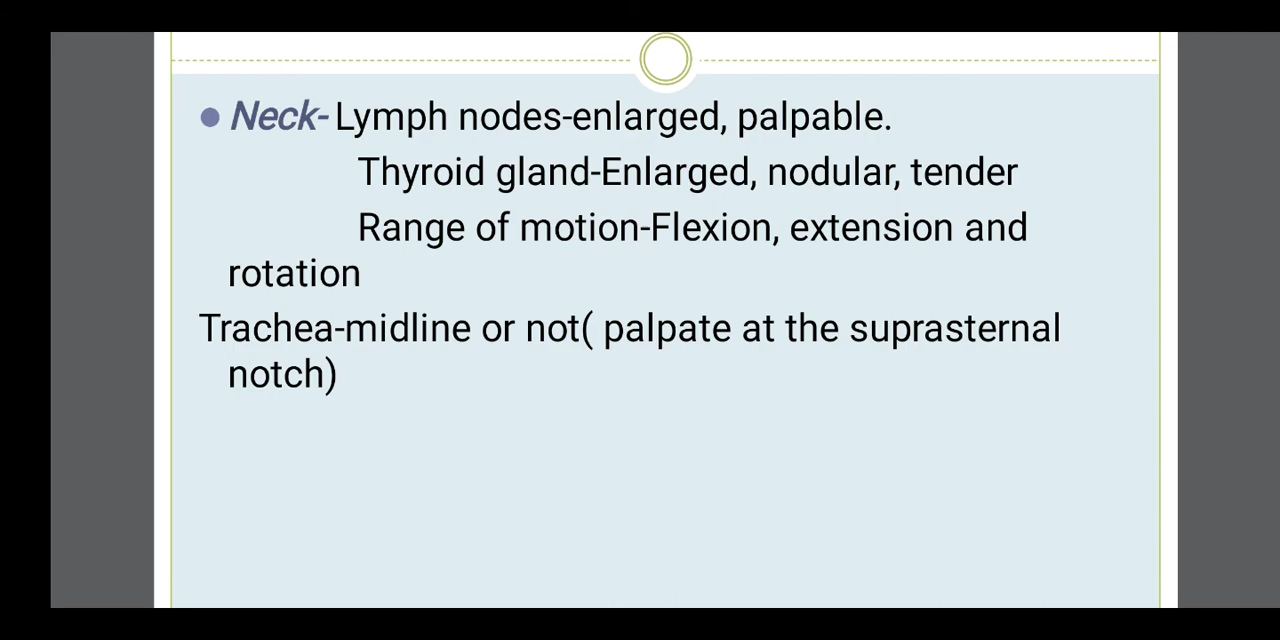 Neck- Lymph nodes-enlarged, palpable.
Thyroid gland-Enlarged, nodular, tender
Range of motion-Flexion, extension and
rotation
Trachea-midline or not( palpate at the suprasternal
notch)